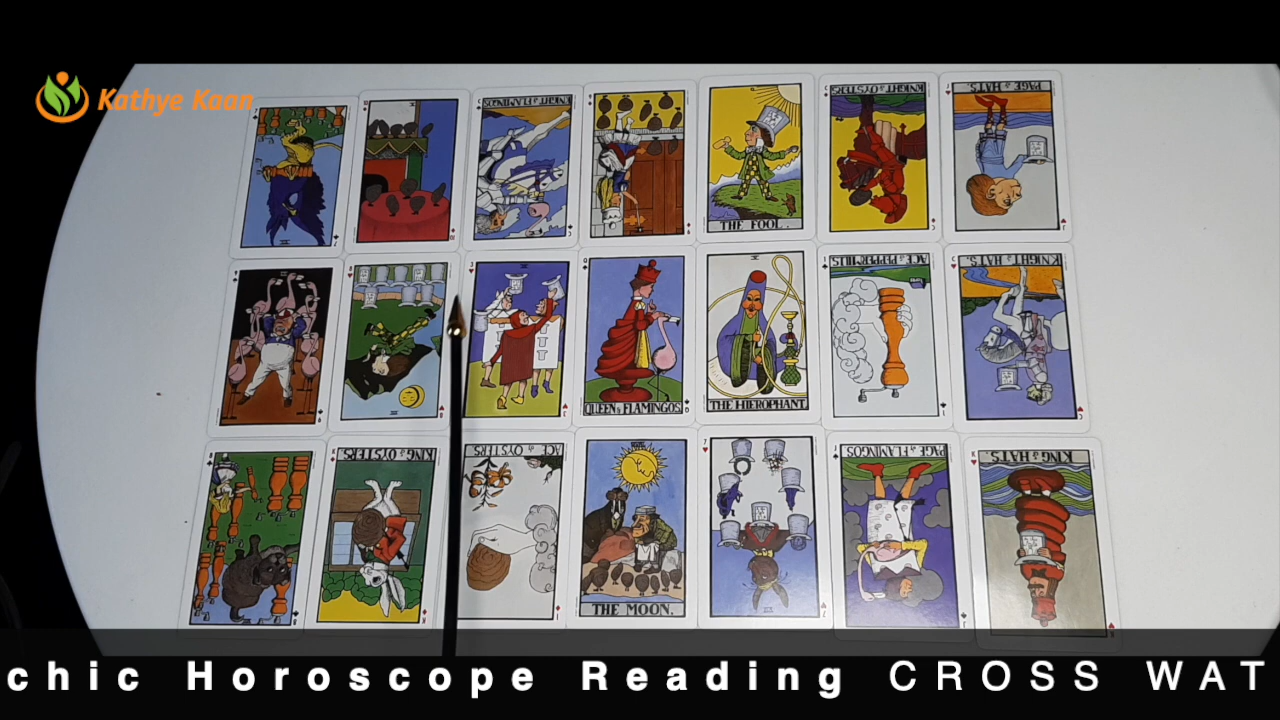 Kathye Kaan
KNIGHT of FLAMINGOS
THE FOOL.
KNIGHT of OYSTERS
PAGE of HATS.
QUEEN of FLAMINGOS
THE HIEROPHANT.
ACE of PEPPERMILLS
KNIGHT of HATS.
KING of OYSTERS
ACE of OYSTERS
THE MOON.
PAGE of FLAMINGOS
KING of HATS.
chic Horoscope Reading CROSS WAT